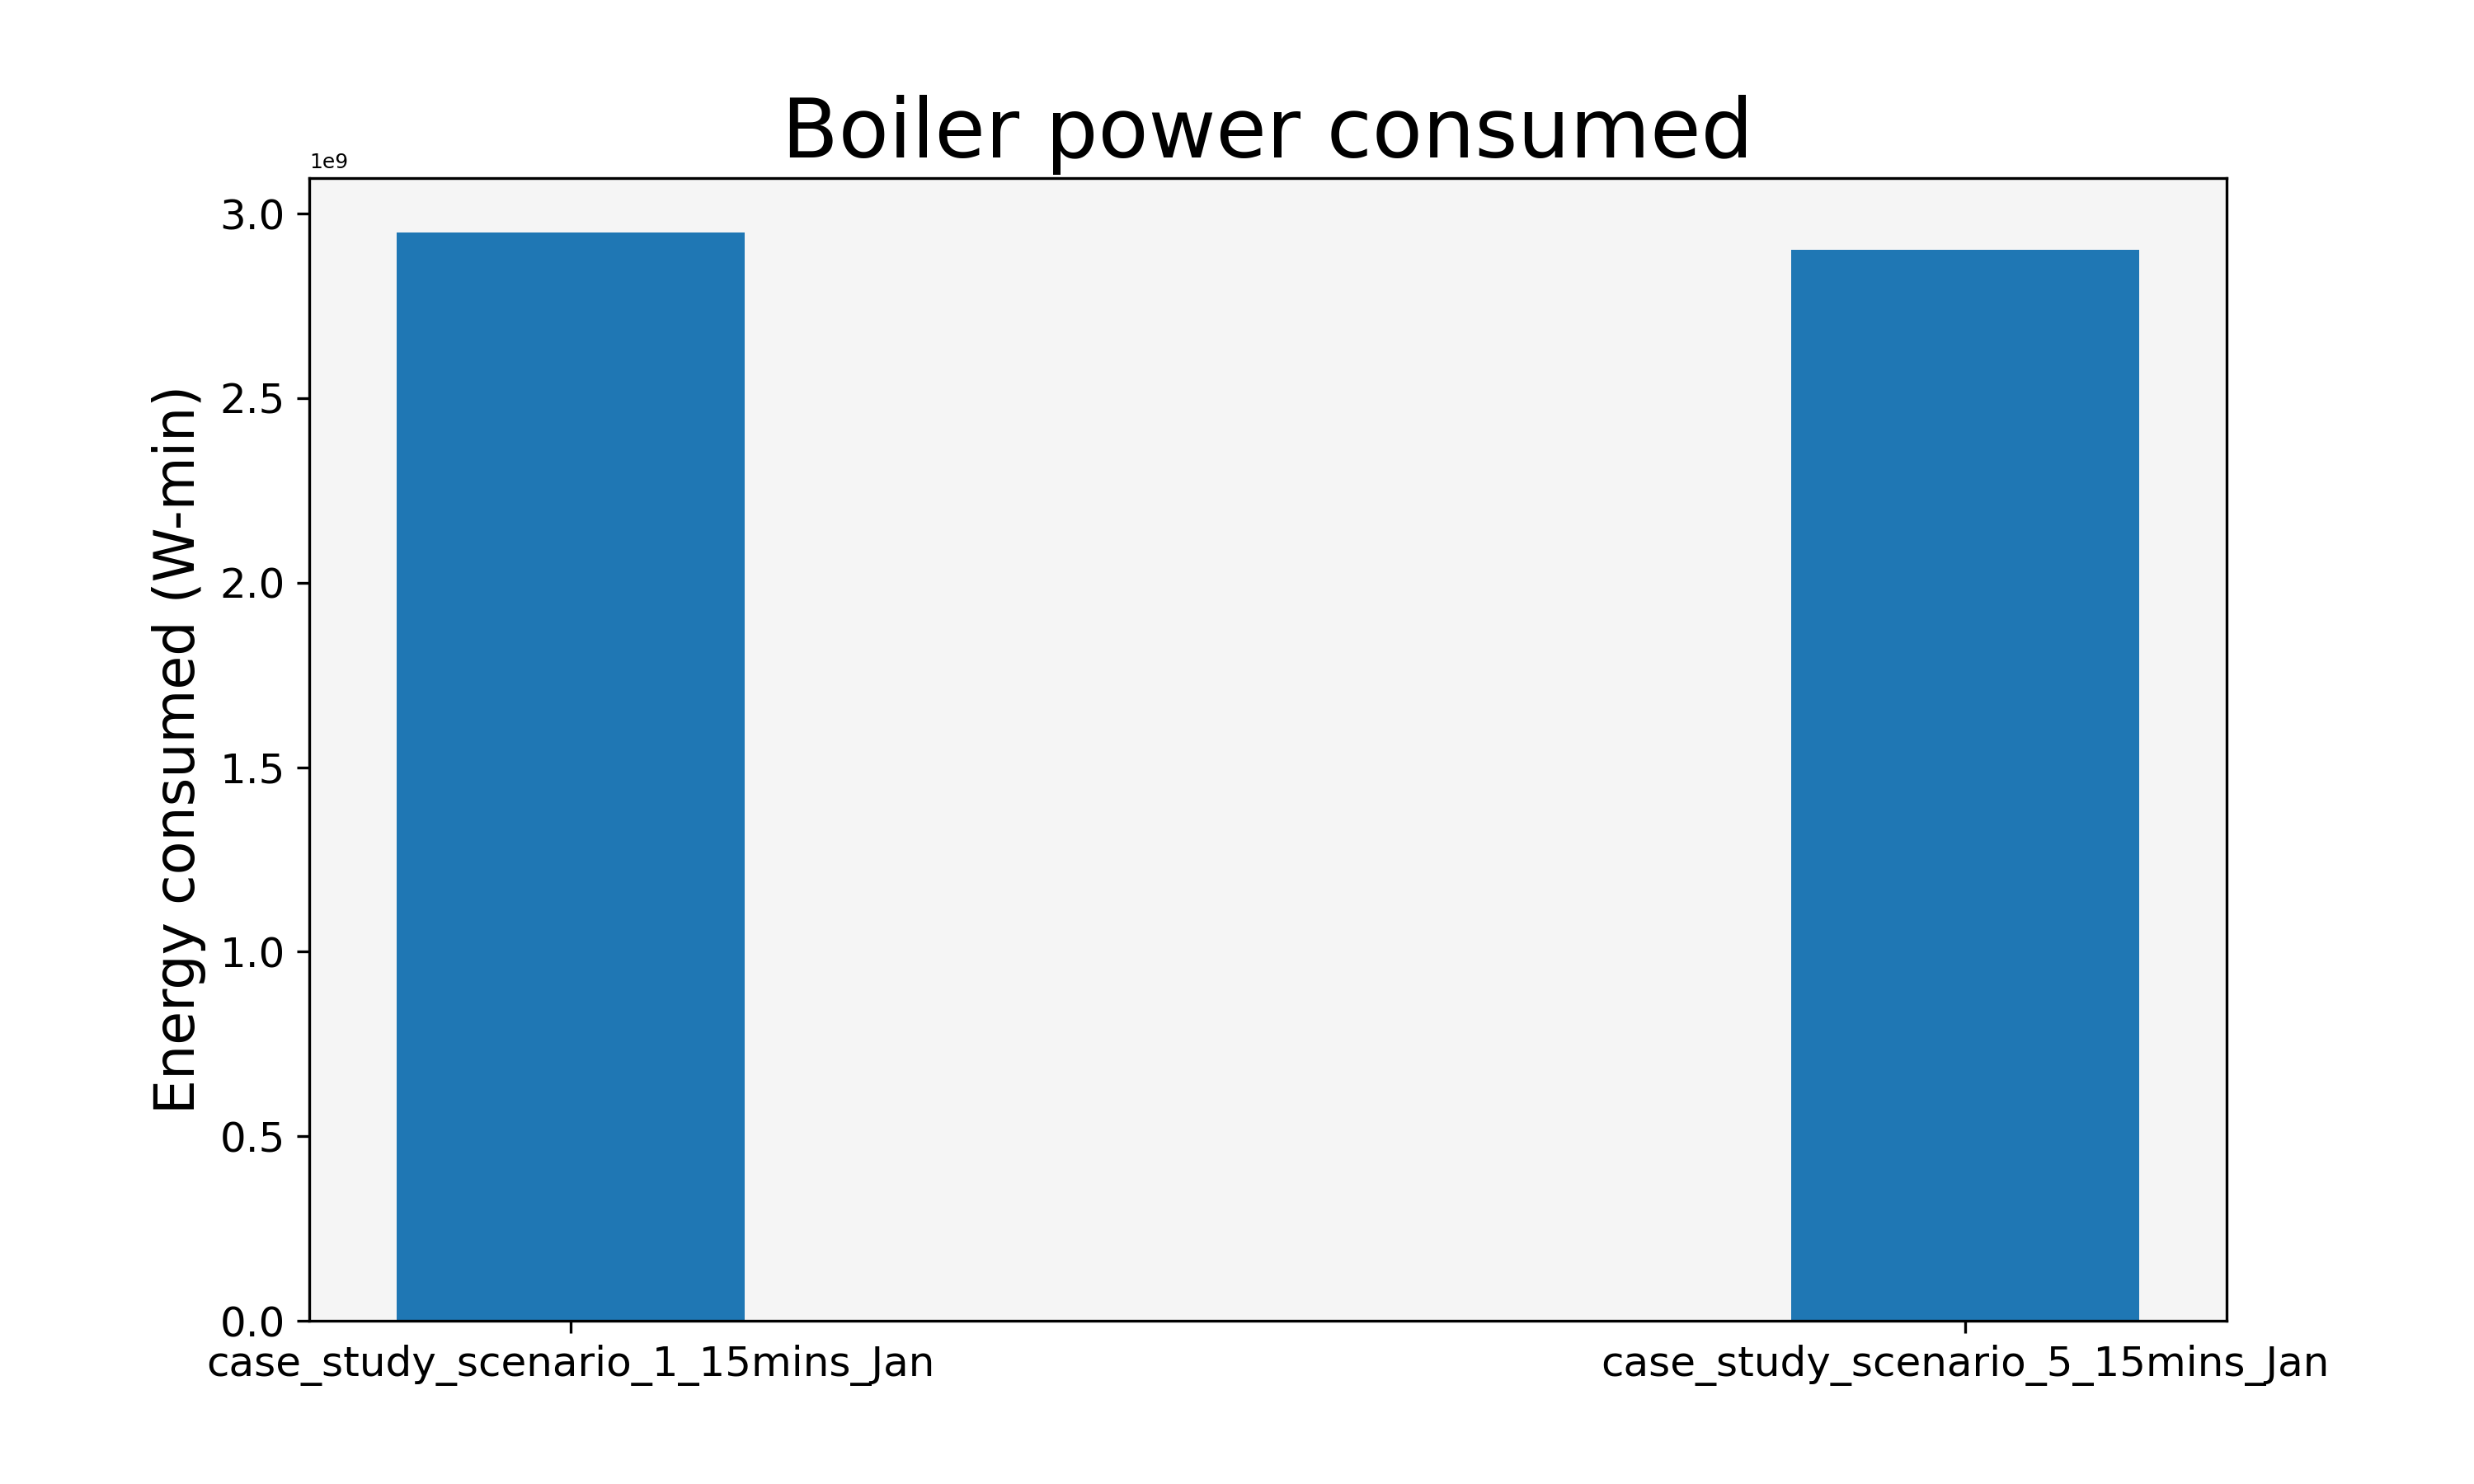 Boiler power consumed
1e9
3.0
2.5
2.0
1.5
1.0
0.5
0.0
Energy consumed (W-min)
case_study_scenario_1_15mins_Jan
case_study_scenario_5_15mins_Jan